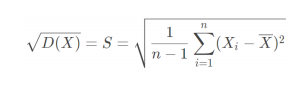 √D(X) = S = √(1/(n − 1) ∑_{i=1}^{n} (X_i − X̅)²)